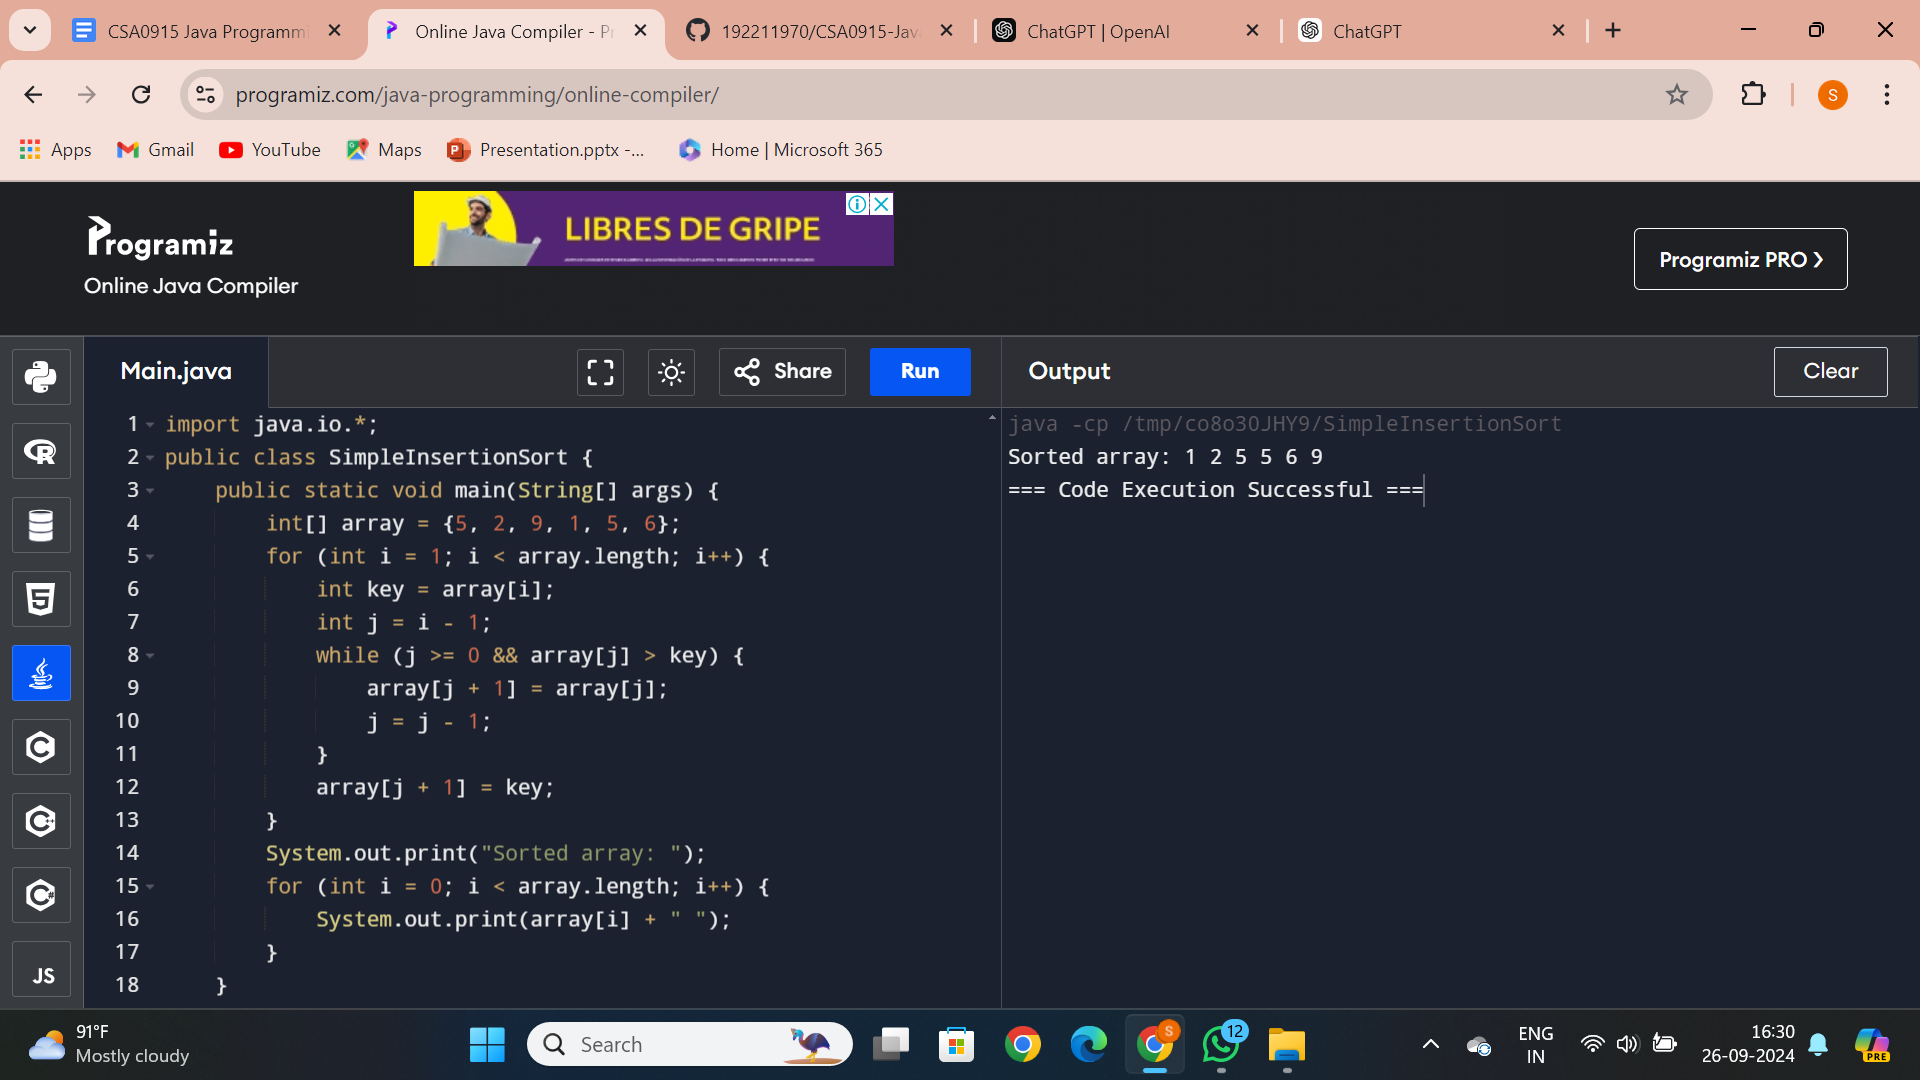 CSA0915 Java Programmi
Online Java Compiler - Pr
192211970/CSA0915-Java
ChatGPT | OpenAI
ChatGPT
programiz.com/java-programming/online-compiler/
S
Apps
Gmail
YouTube
Maps
Presentation.pptx -...
Home | Microsoft 365
Programiz
Online Java Compiler
LIBRES DE GRIPE
Programiz PRO ›
Main.java
Share
Run
Output
Clear
1 import java.io.*;
2 public class SimpleInsertionSort {
3 public static void main(String[] args) {
4 int[] array = {5, 2, 9, 1, 5, 6};
5 for (int i = 1; i < array.length; i++) {
6 int key = array[i];
7 int j = i - 1;
8 while (j >= 0 && array[j] > key) {
9 array[j + 1] = array[j];
10 j = j - 1;
11 }
12 array[j + 1] = key;
13 }
14 System.out.print("Sorted array: ");
15 for (int i = 0; i < array.length; i++) {
16 System.out.print(array[i] + " ");
17 }
18 }
java -cp /tmp/co8o3OJHY9/SimpleInsertionSort
Sorted array: 1 2 5 5 6 9
=== Code Execution Successful ===
JS
91°F
Mostly cloudy
Search
S
12
ENG
IN
16:30
26-09-2024
PRE